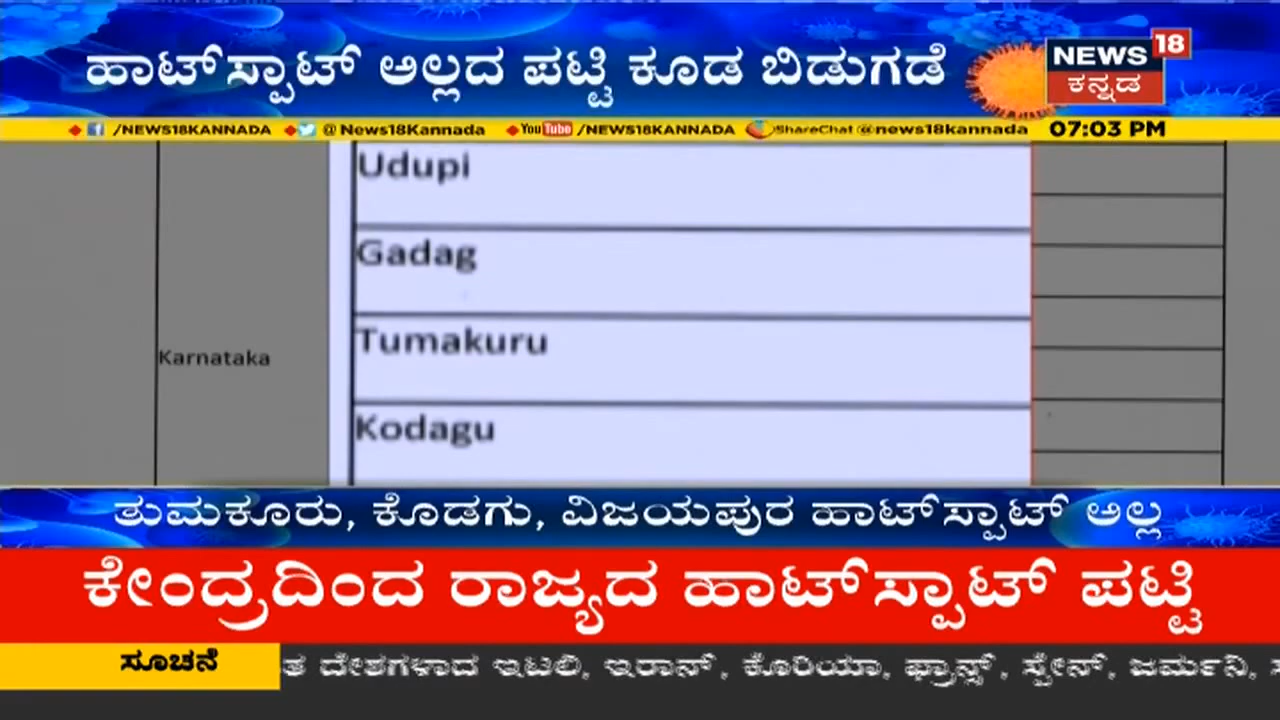 ಹಾಟ್‌ಸ್ಪಾಟ್ ಅಲ್ಲದ ಪಟ್ಟಿ ಕೂಡ ಬಿಡುಗಡೆ
NEWS 18
ಕನ್ನಡ
/NEWS18KANNADA @News18Kannada YouTube /NEWS18KANNADA ShareChat @news18kannada 07:03 PM
Udupi
Gadag
Tumakuru
Karnataka
Kodagu
ತುಮಕೂರು, ಕೊಡಗು, ವಿಜಯಪುರ ಹಾಟ್‌ಸ್ಪಾಟ್ ಅಲ್ಲ
ಕೇಂದ್ರದಿಂದ ರಾಜ್ಯದ ಹಾಟ್‌ಸ್ಪಾಟ್ ಪಟ್ಟಿ
ಸೂಚನೆ ದೇಶಗಳಾದ ಇಟಲಿ, ಇರಾನ್, ಕೊರಿಯಾ, ಫ್ರಾನ್ಸ್, ಸ್ಪೇನ್, ಜರ್ಮನಿ,